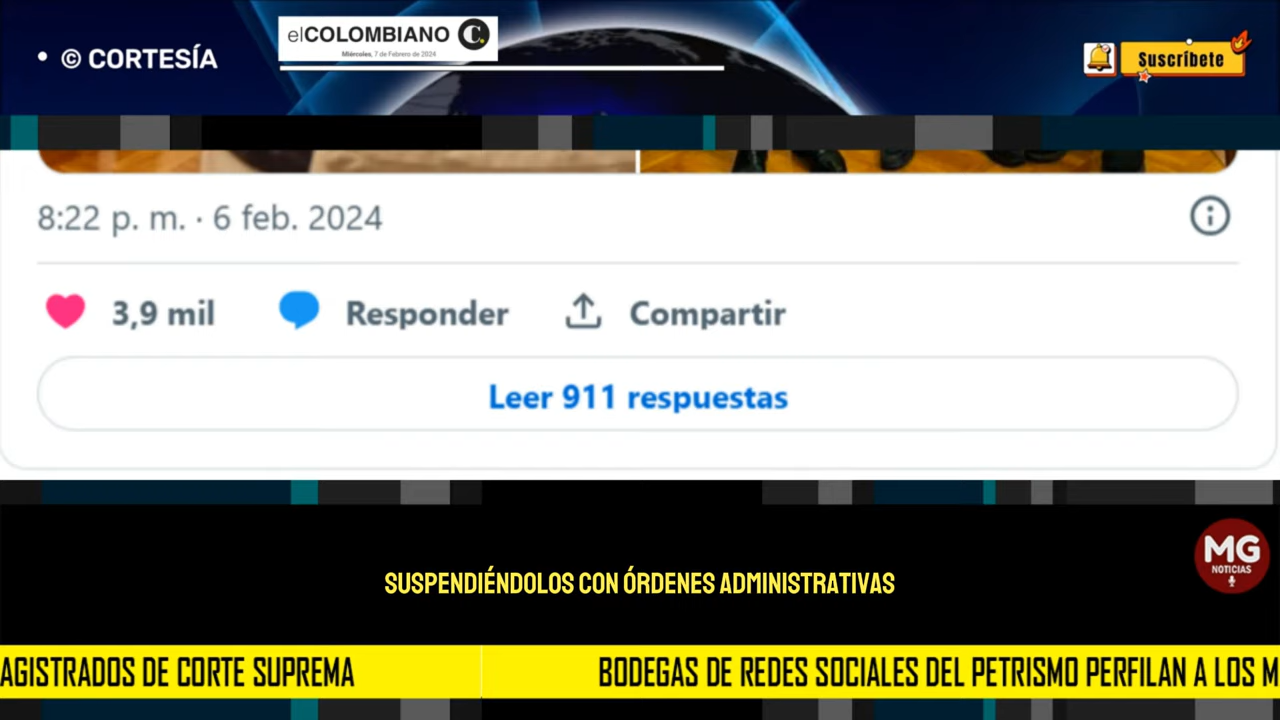 • © CORTESÍA
elCOLOMBIANO C.
Miércoles, 7 de Febrero de 2024
Suscríbete
8:22 p. m. · 6 feb. 2024
3,9 mil Responder Compartir
Leer 911 respuestas
MG
NOTICIAS
SUSPENDIÉNDOLOS CON ÓRDENES ADMINISTRATIVAS
AGISTRADOS DE CORTE SUPREMA BODEGAS DE REDES SOCIALES DEL PETRISMO PERFILAN A LOS M